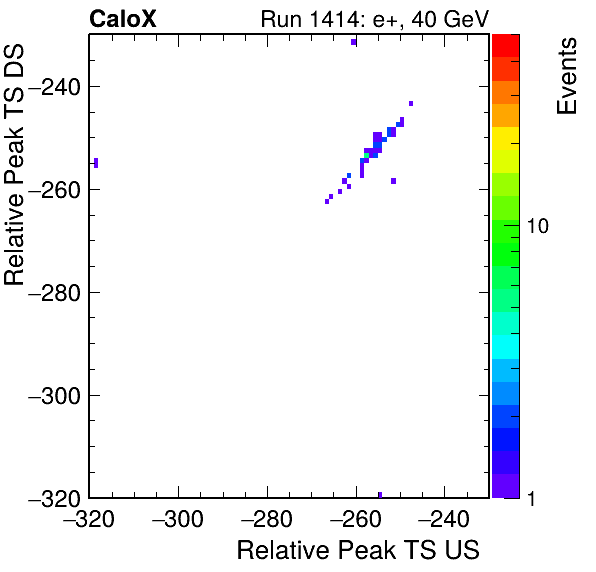 CaloX Run 1414: e+, 40 GeV
Events
Relative Peak TS DS
−240
−260
−280
−300
−320
10
1
−320 −300 −280 −260 −240
Relative Peak TS US